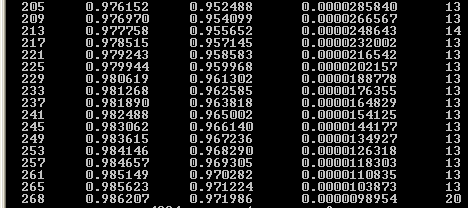 205 0.976152 0.952488 0.0000285840 13
209 0.976970 0.954099 0.0000266567 13
213 0.977758 0.955652 0.0000248643 14
217 0.978515 0.957145 0.0000232002 13
221 0.979243 0.958583 0.0000216542 13
225 0.979944 0.959968 0.0000202157 13
229 0.980619 0.961302 0.0000188778 13
233 0.981268 0.962585 0.0000176355 13
237 0.981890 0.963818 0.0000164829 13
241 0.982488 0.965002 0.0000154125 13
245 0.983062 0.966140 0.0000144177 13
249 0.983615 0.967236 0.0000134927 13
253 0.984146 0.968290 0.0000126318 13
257 0.984657 0.969305 0.0000118303 13
261 0.985149 0.970282 0.0000110835 13
265 0.985623 0.971224 0.0000103873 13
268 0.986207 0.971986 0.0000098954 20